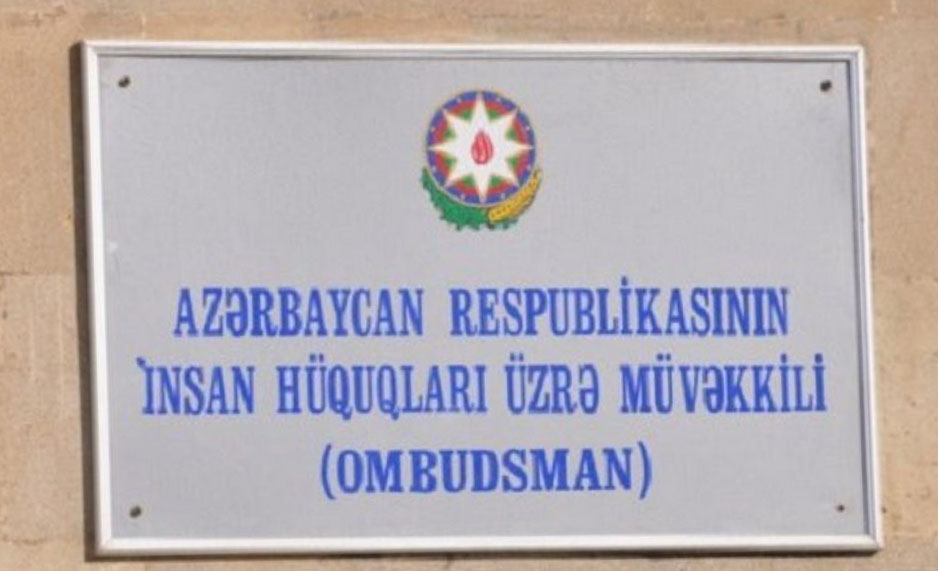 AZƏRBAYCAN RESPUBLİKASININ
İNSAN HÜQUQLARI ÜZRƏ MÜVƏKKİLİ
(OMBUDSMAN)